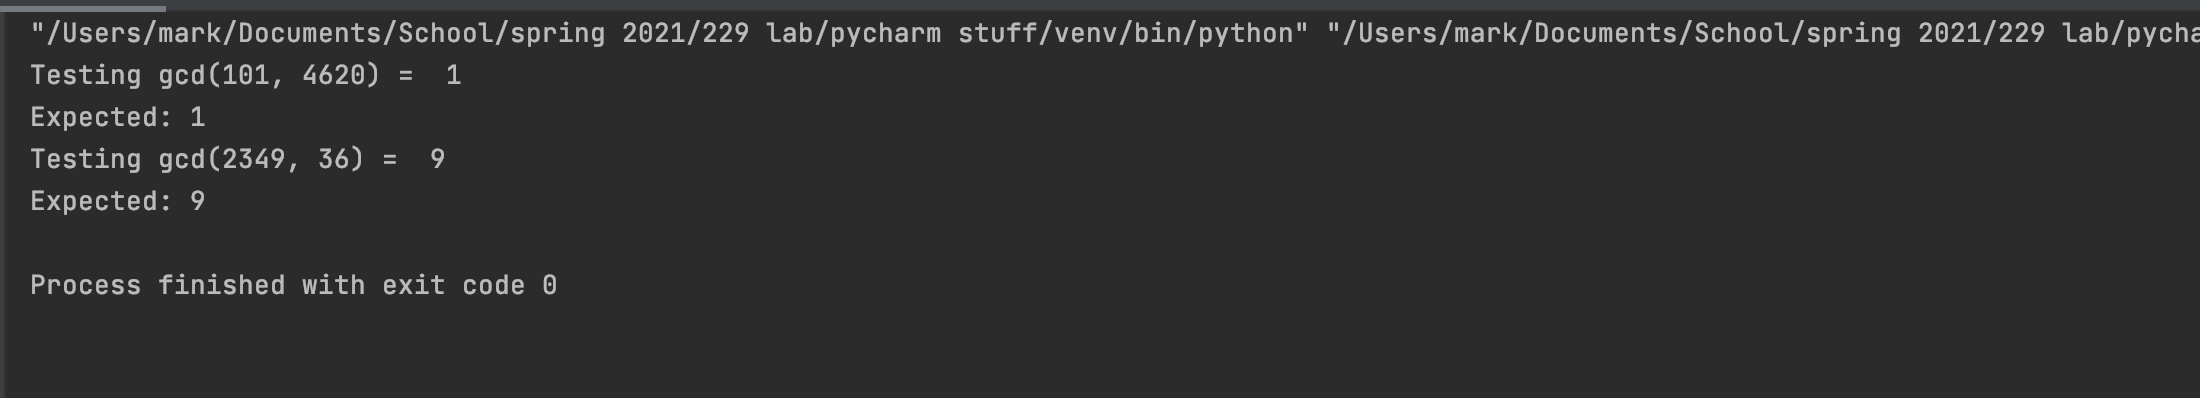 "/Users/mark/Documents/School/spring 2021/229 lab/pycharm stuff/venv/bin/python" "/Users/mark/Documents/School/spring 2021/229 lab/pycha
Testing gcd(101, 4620) =  1
Expected: 1
Testing gcd(2349, 36) =  9
Expected: 9
Process finished with exit code 0